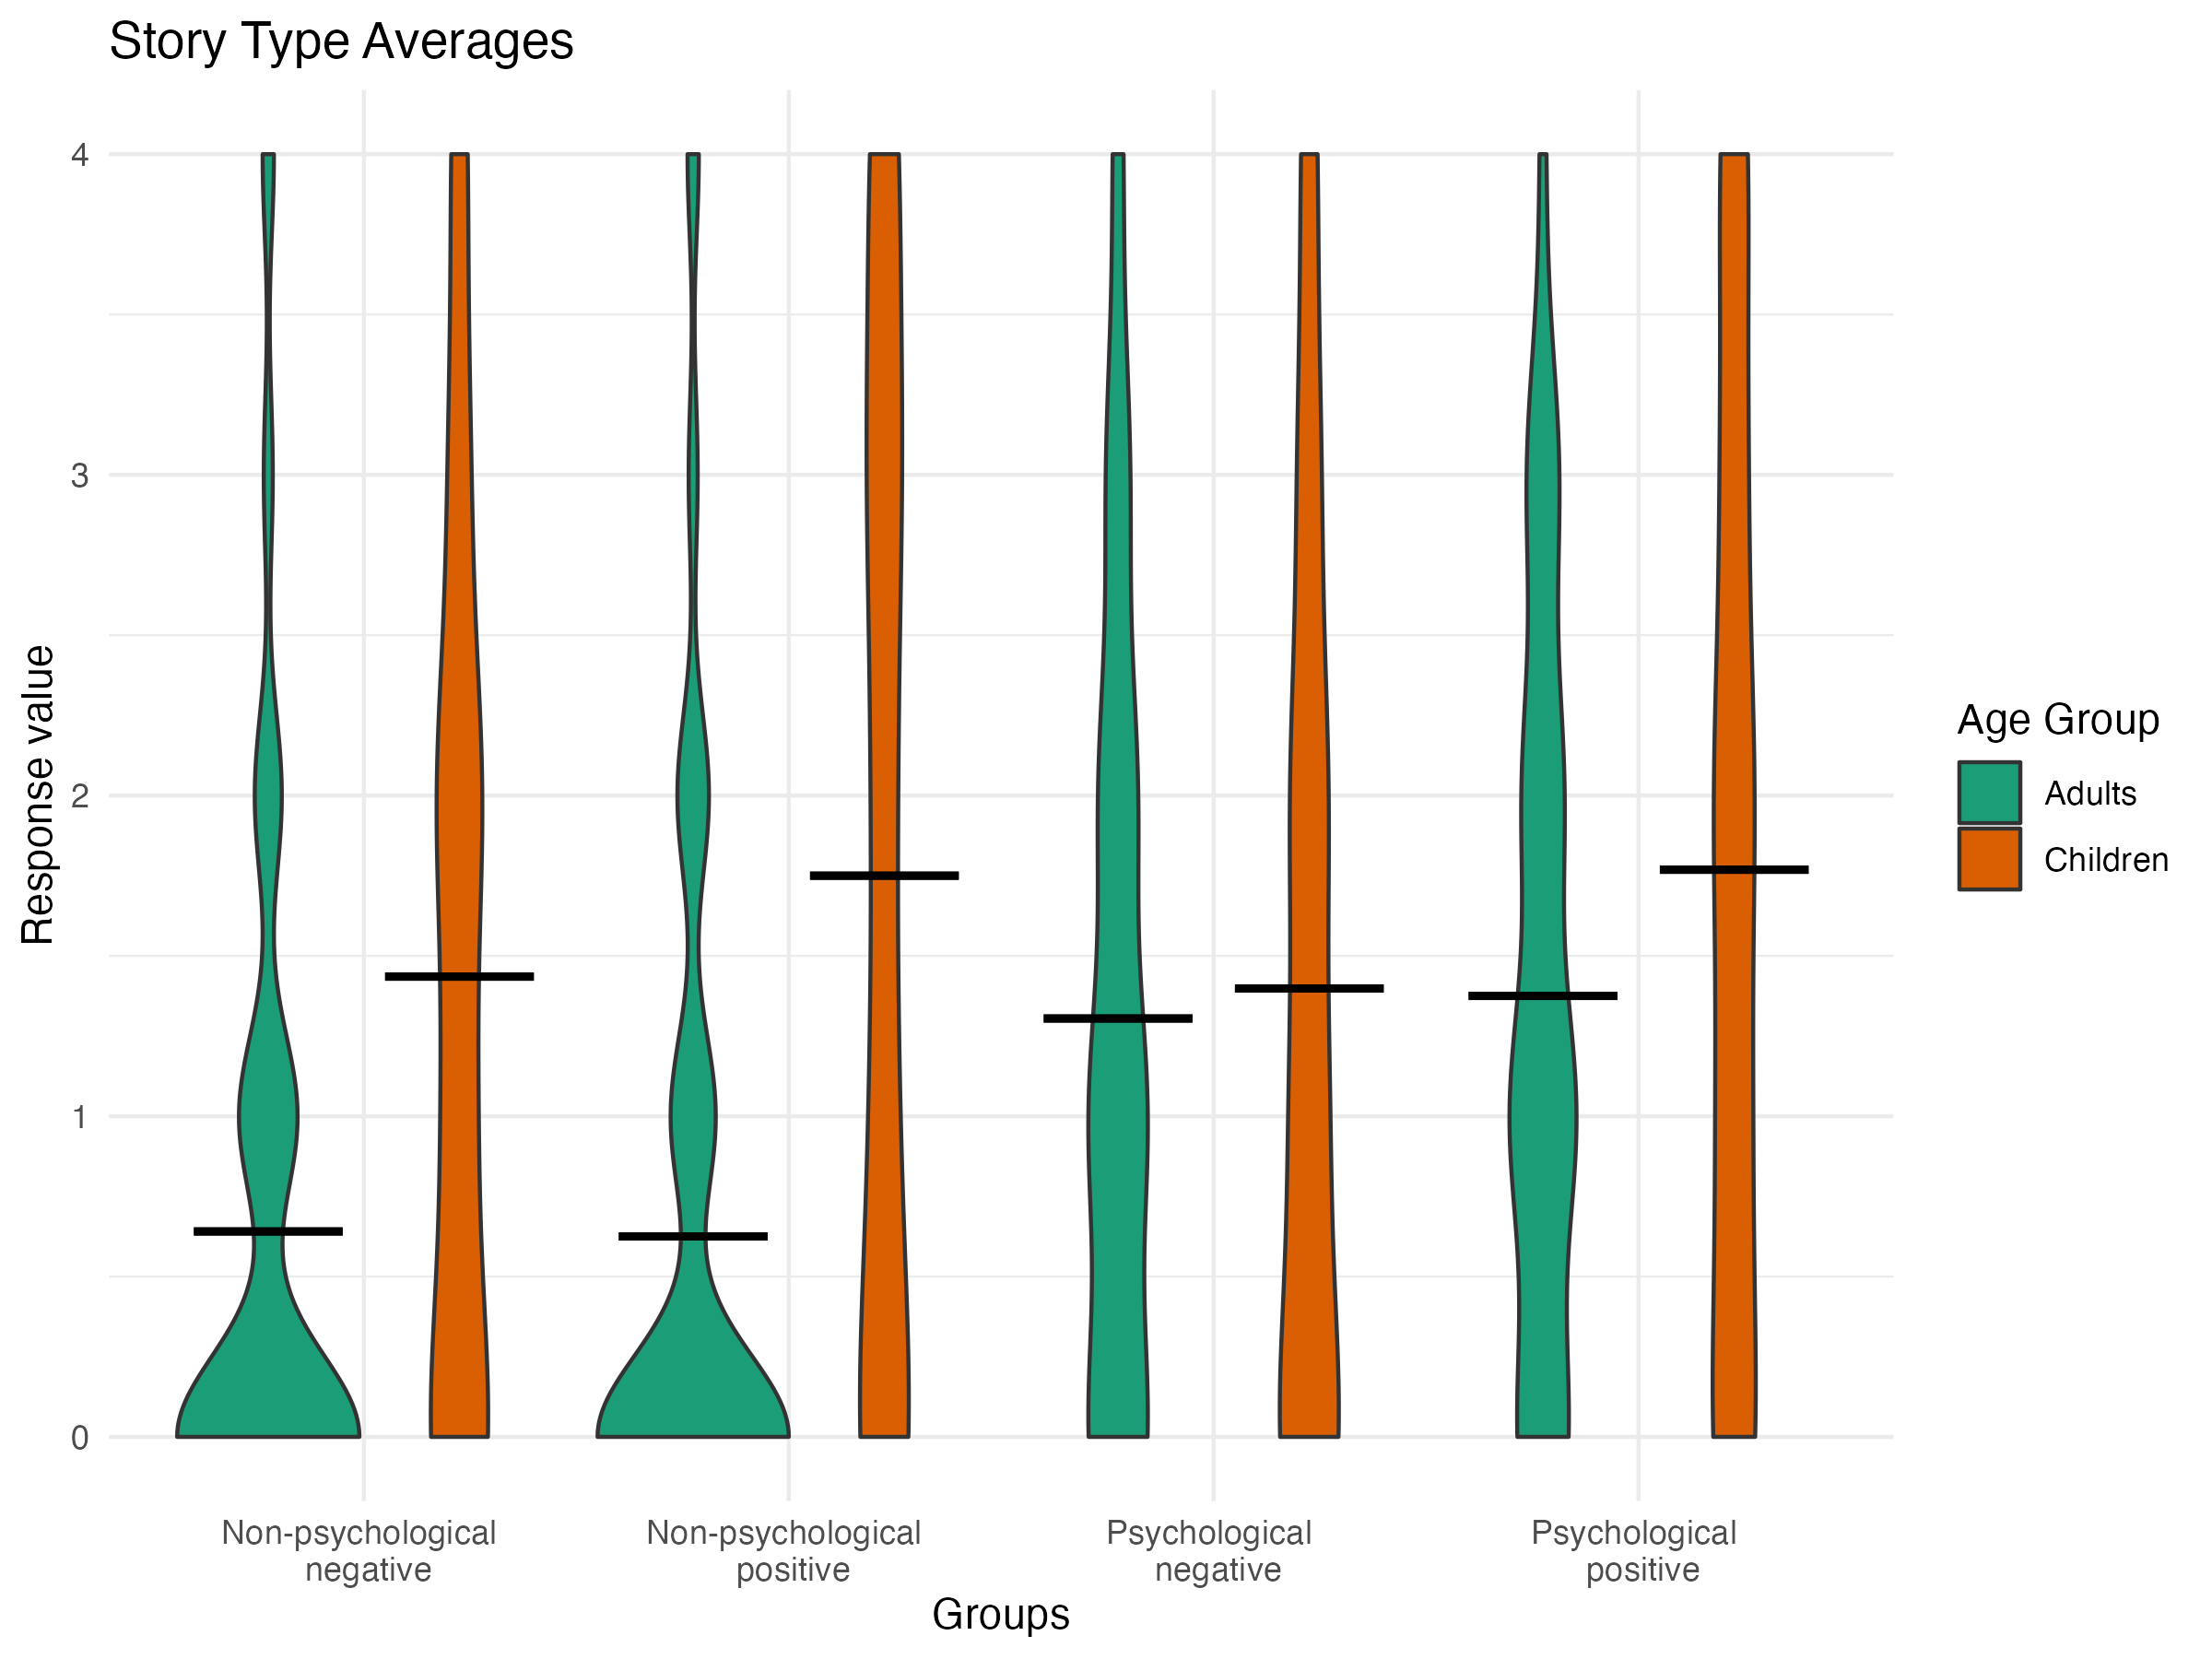 Story Type Averages
4
3
2
1
0
Response value
Non-psychological
negative
Non-psychological
positive
Psychological
negative
Psychological
positive
Groups
Age Group
Adults
Children